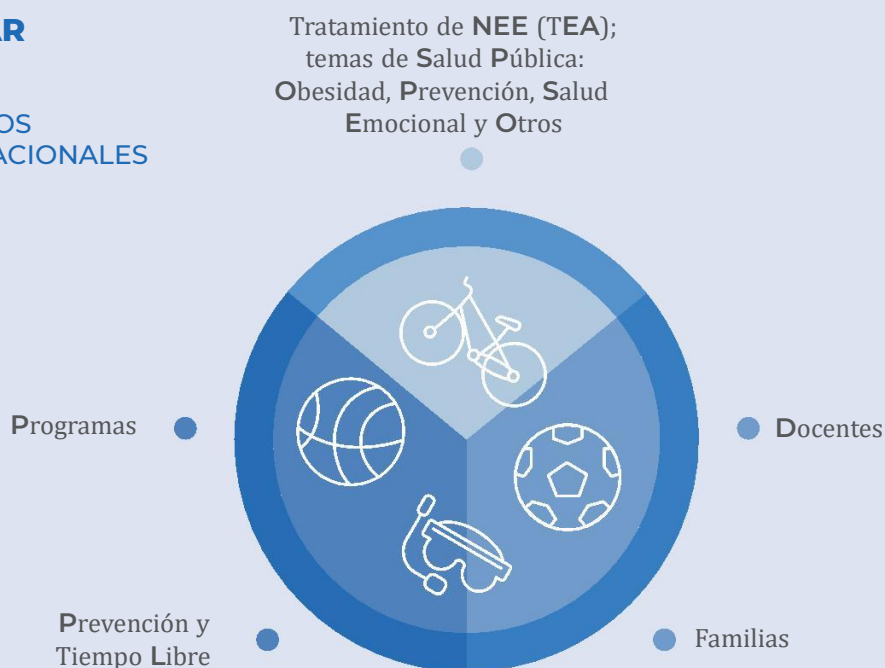 Tratamiento de NEE (TEA);
temas de Salud Pública:
Obesidad, Prevención, Salud
Emocional y Otros
Programas
Docentes
Prevención y
Tiempo Libre
Familias